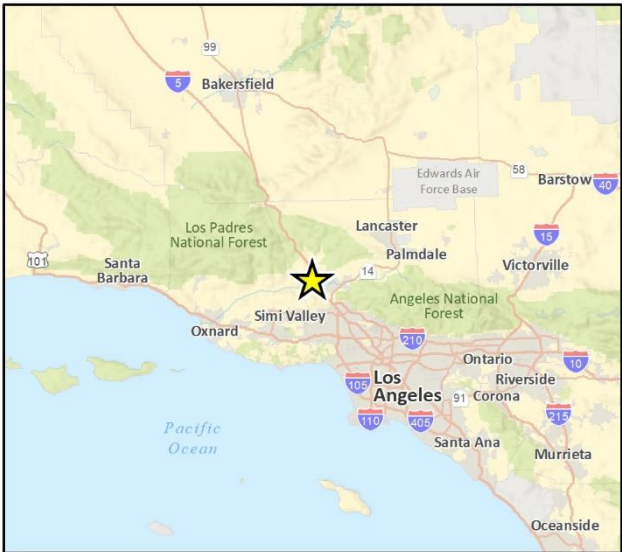 99
5
Bakersfield
Edwards Air
Force Base
58
Barstow
40
Los Padres
National Forest
Lancaster
15
101
Santa
Barbara
Palmdale
14
Victorville
Angeles National
Forest
Simi Valley
Oxnard
210
Ontario
10
Los
Angeles
105
Riverside
91
Corona
110
405
215
Pacific
Ocean
Santa Ana
Murrieta
Oceanside